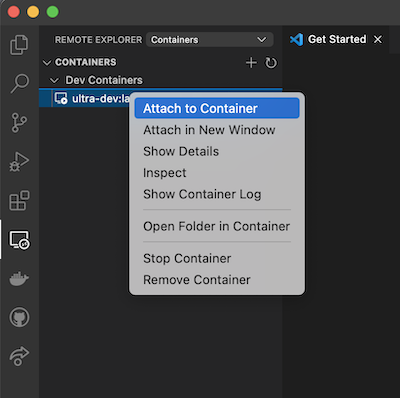 REMOTE EXPLORER Containers Get Started
CONTAINERS
Dev Containers
ultra-dev:la
Attach to Container
Attach in New Window
Show Details
Inspect
Show Container Log
Open Folder in Container
Stop Container
Remove Container